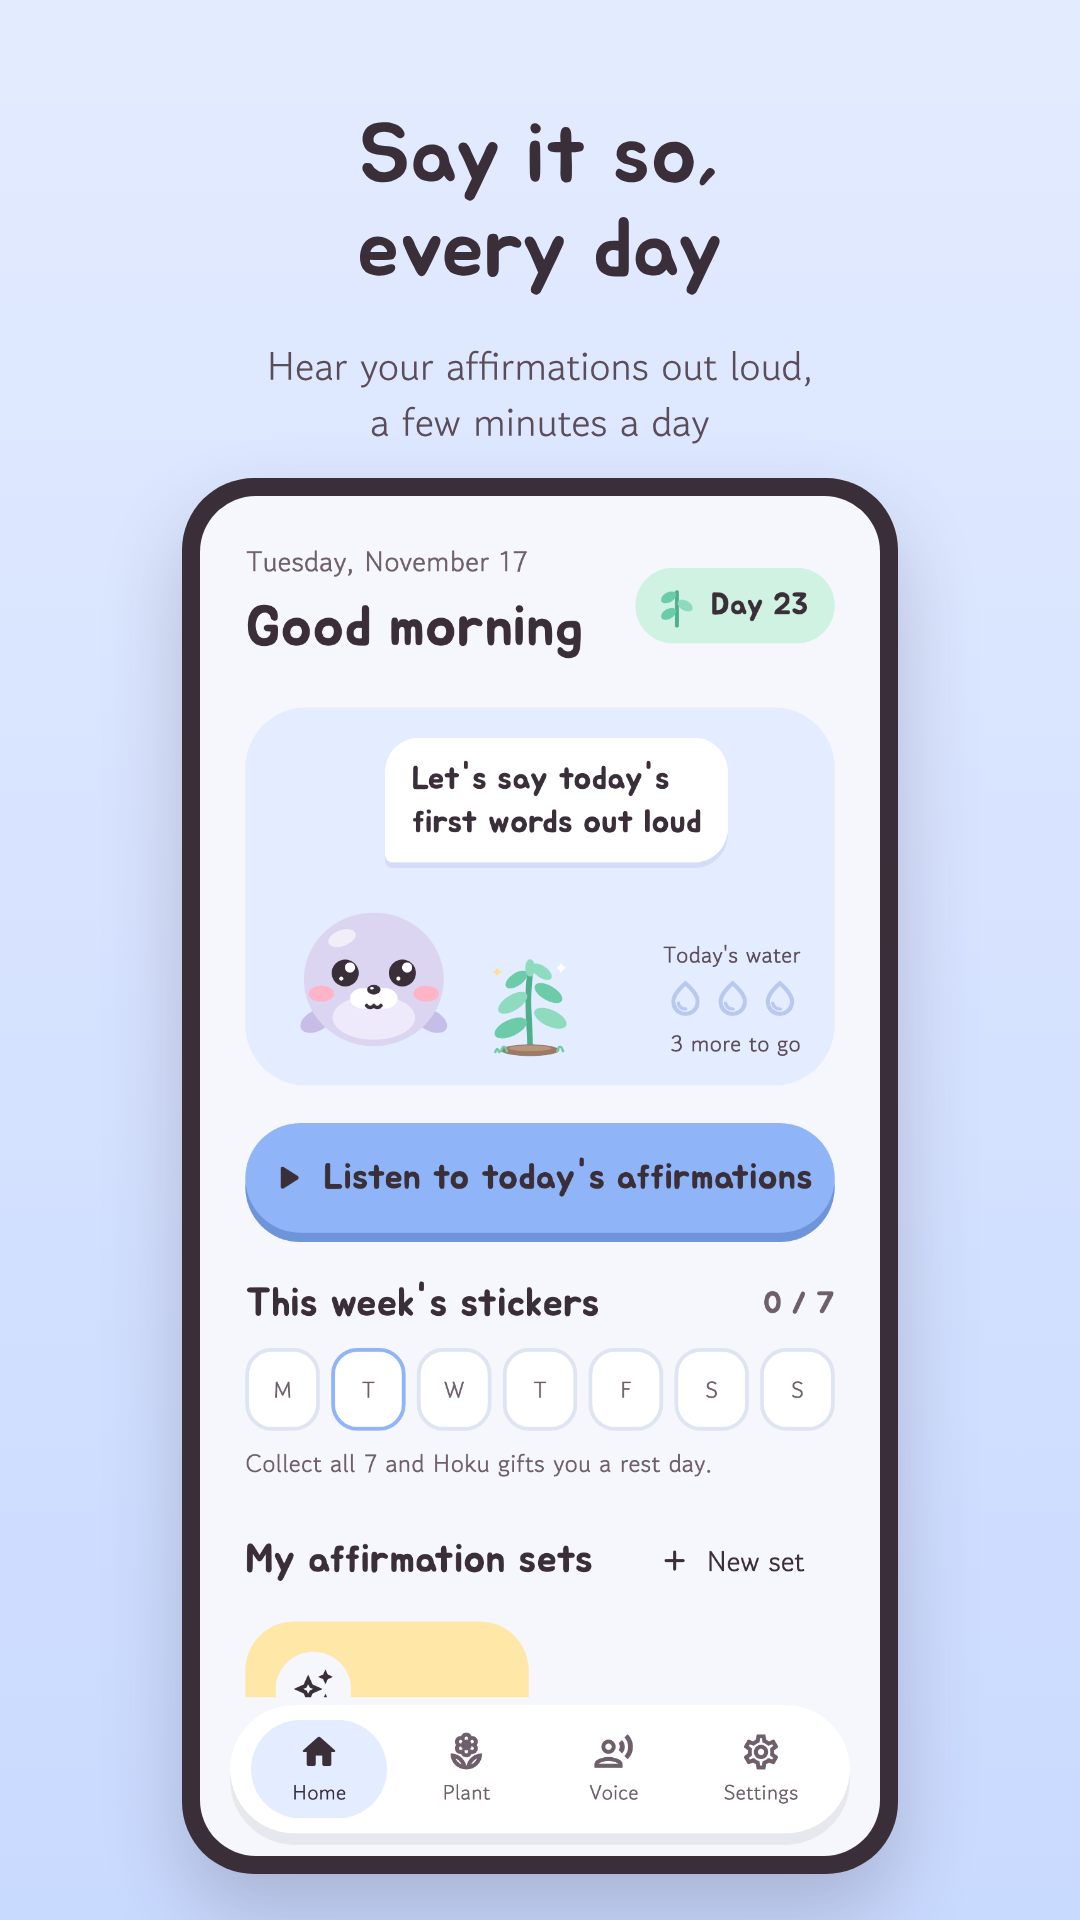 Say it so,
every day
Hear your affirmations out loud,
a few minutes a day
Tuesday, November 17
Good morning
Day 23
Let's say today's
first words out loud
Today's water
3 more to go
Listen to today's affirmations
This week's stickers
0 / 7
M T W T F S S
Collect all 7 and Hoku gifts you a rest day.
My affirmation sets
+ New set
Home Plant Voice Settings